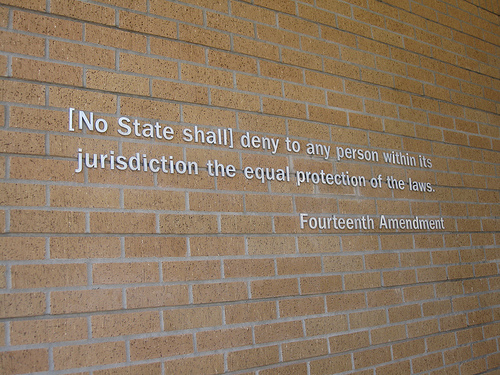 [No State shall] deny to any person within its
jurisdiction the equal protection of the laws.
Fourteenth Amendment